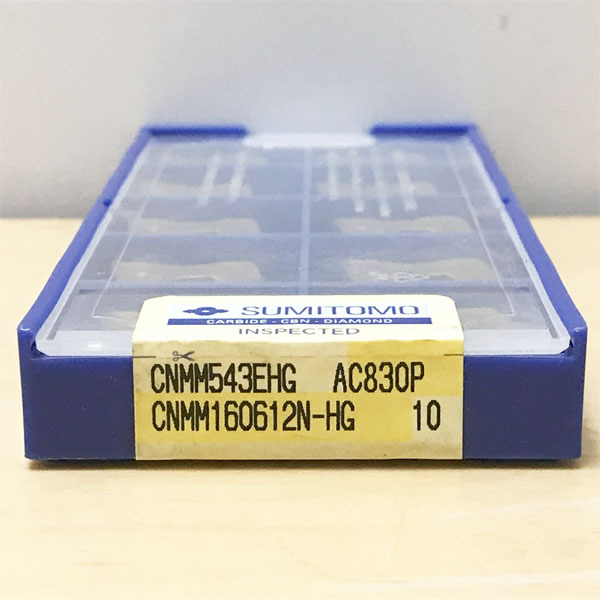 SUMITOMO
CARBIDE - CBN - DIAMOND
INSPECTED
CNMM543EHG AC830P
CNMM160612N-HG 10